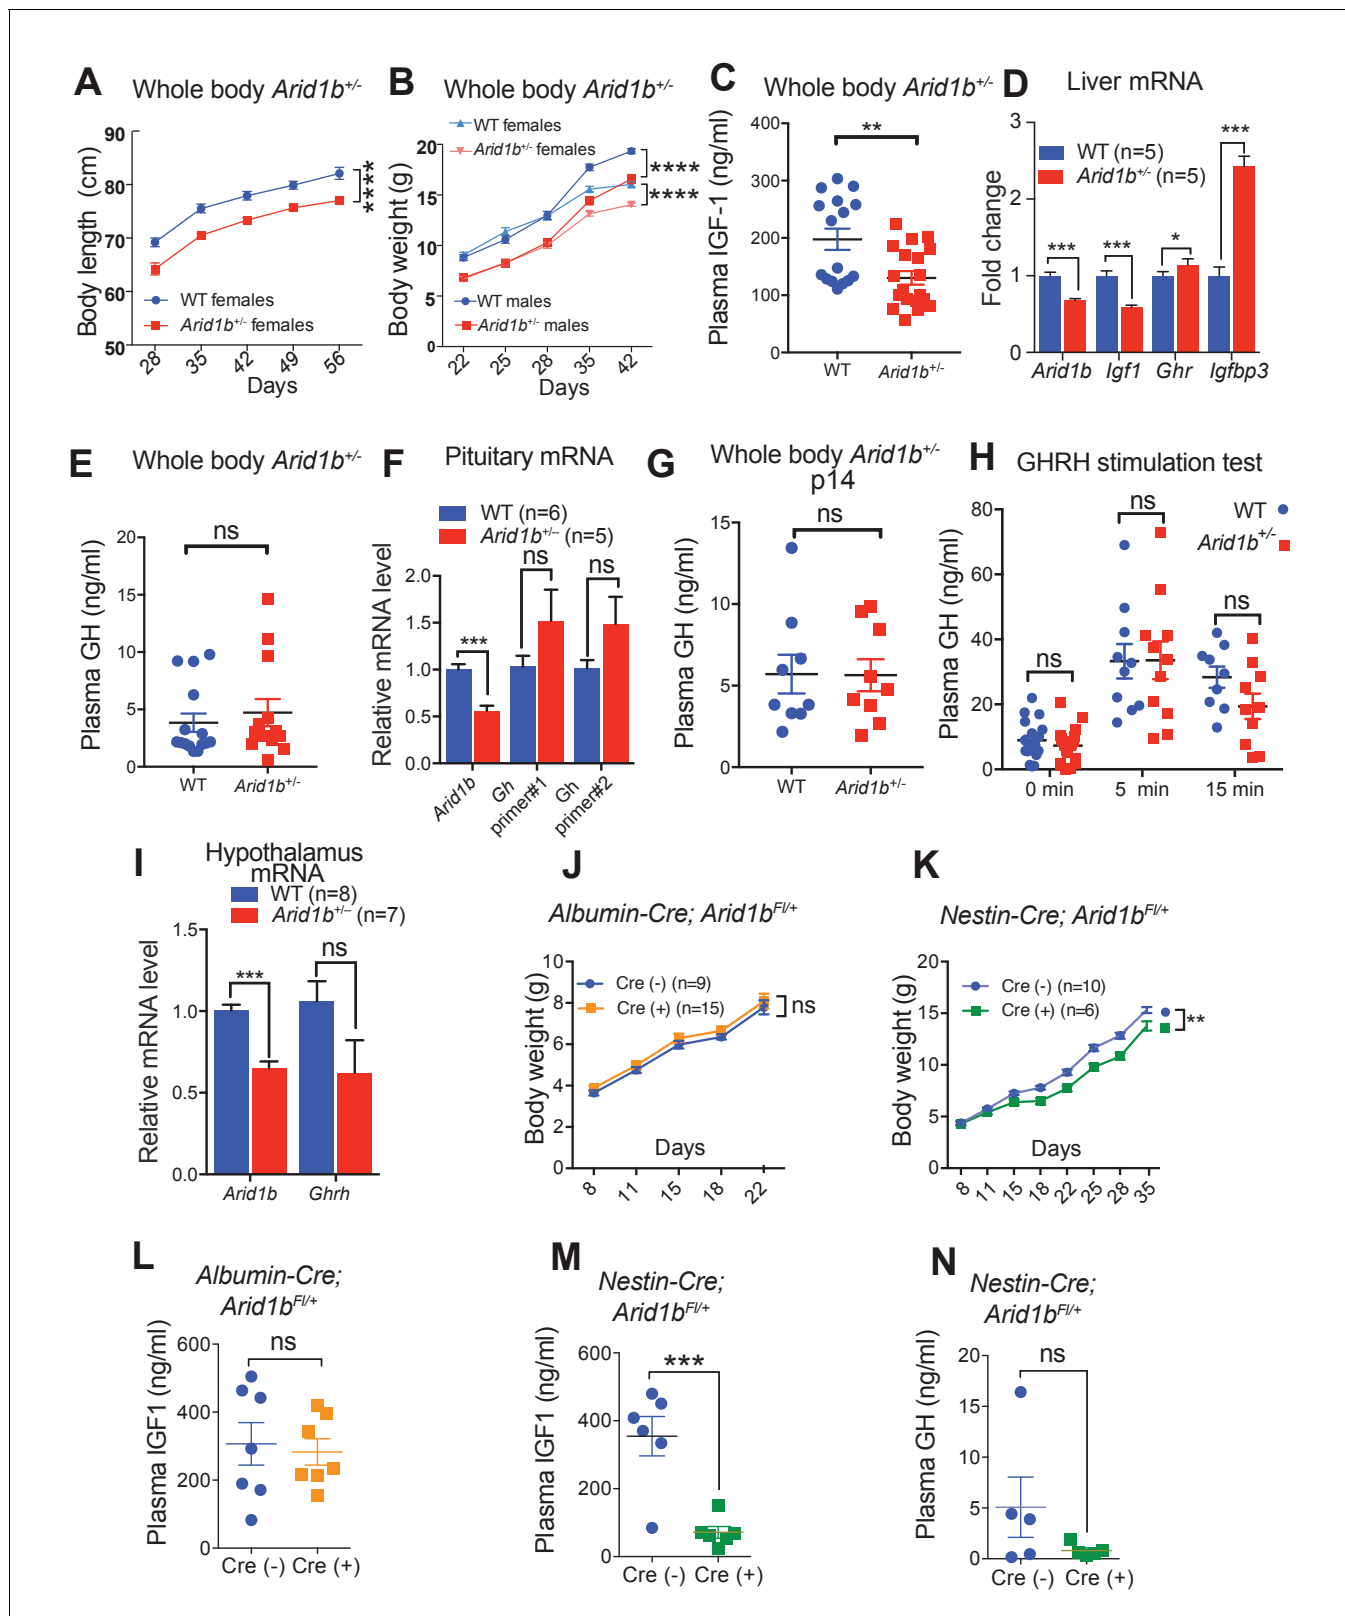 A
Whole body Arid1b+/-
Body length (cm)
90
80
70
60
50
****
WT females
Arid1b+/- females
28
35
42
49
56
Days
B
Whole body Arid1b+/-
WT females
Arid1b+/- females
Body weight (g)
20
15
10
5
0
****
****
WT males
Arid1b+/- males
22
25
28
35
42
Days
C
Whole body Arid1b+/-
Plasma IGF-1 (ng/ml)
400
300
200
100
0
**
WT
Arid1b+/-
D
Liver mRNA
Fold change
3
2
1
0
WT (n=5)
Arid1b+/- (n=5)
***
***
*
***
Arid1b
Igf1
Ghr
Igfbp3
E
Whole body Arid1b+/-
Plasma GH (ng/ml)
20
15
10
5
0
ns
WT
Arid1b+/-
F
Pituitary mRNA
WT (n=6)
Arid1b+/− (n=5)
Relative mRNA level
2.0
1.5
1.0
0.5
0.0
***
ns
ns
Arid1b
Gh
primer#1
Gh
primer#2
G
Whole body Arid1b+/-
p14
Plasma GH (ng/ml)
15
10
5
0
ns
WT
Arid1b+/-
H
GHRH stimulation test
Plasma GH (ng/ml)
80
60
40
20
0
WT
Arid1b+/-
ns
ns
ns
0 min
5 min
15 min
I
Hypothalamus
mRNA
WT (n=8)
Arid1b+/− (n=7)
Relative mRNA level
1.5
1.0
0.5
0.0
***
ns
Arid1b
Ghrh
J
Albumin-Cre; Arid1bFl/+
Body weight (g)
10
8
6
4
2
0
Cre (-) (n=9)
Cre (+) (n=15)
ns
Days
8
11
15
18
22
K
Nestin-Cre; Arid1bFl/+
Body weight (g)
20
15
10
5
0
Cre (-) (n=10)
Cre (+) (n=6)
**
Days
8
11
15
18
22
25
28
35
L
Albumin-Cre;
Arid1bFl/+
Plasma IGF1 (ng/ml)
600
400
200
0
ns
Cre (-)
Cre (+)
M
Nestin-Cre;
Arid1bFl/+
Plasma IGF1 (ng/ml)
600
400
200
0
***
Cre (-)
Cre (+)
N
Nestin-Cre;
Arid1bFl/+
Plasma GH (ng/ml)
20
15
10
5
0
ns
Cre (-)
Cre (+)